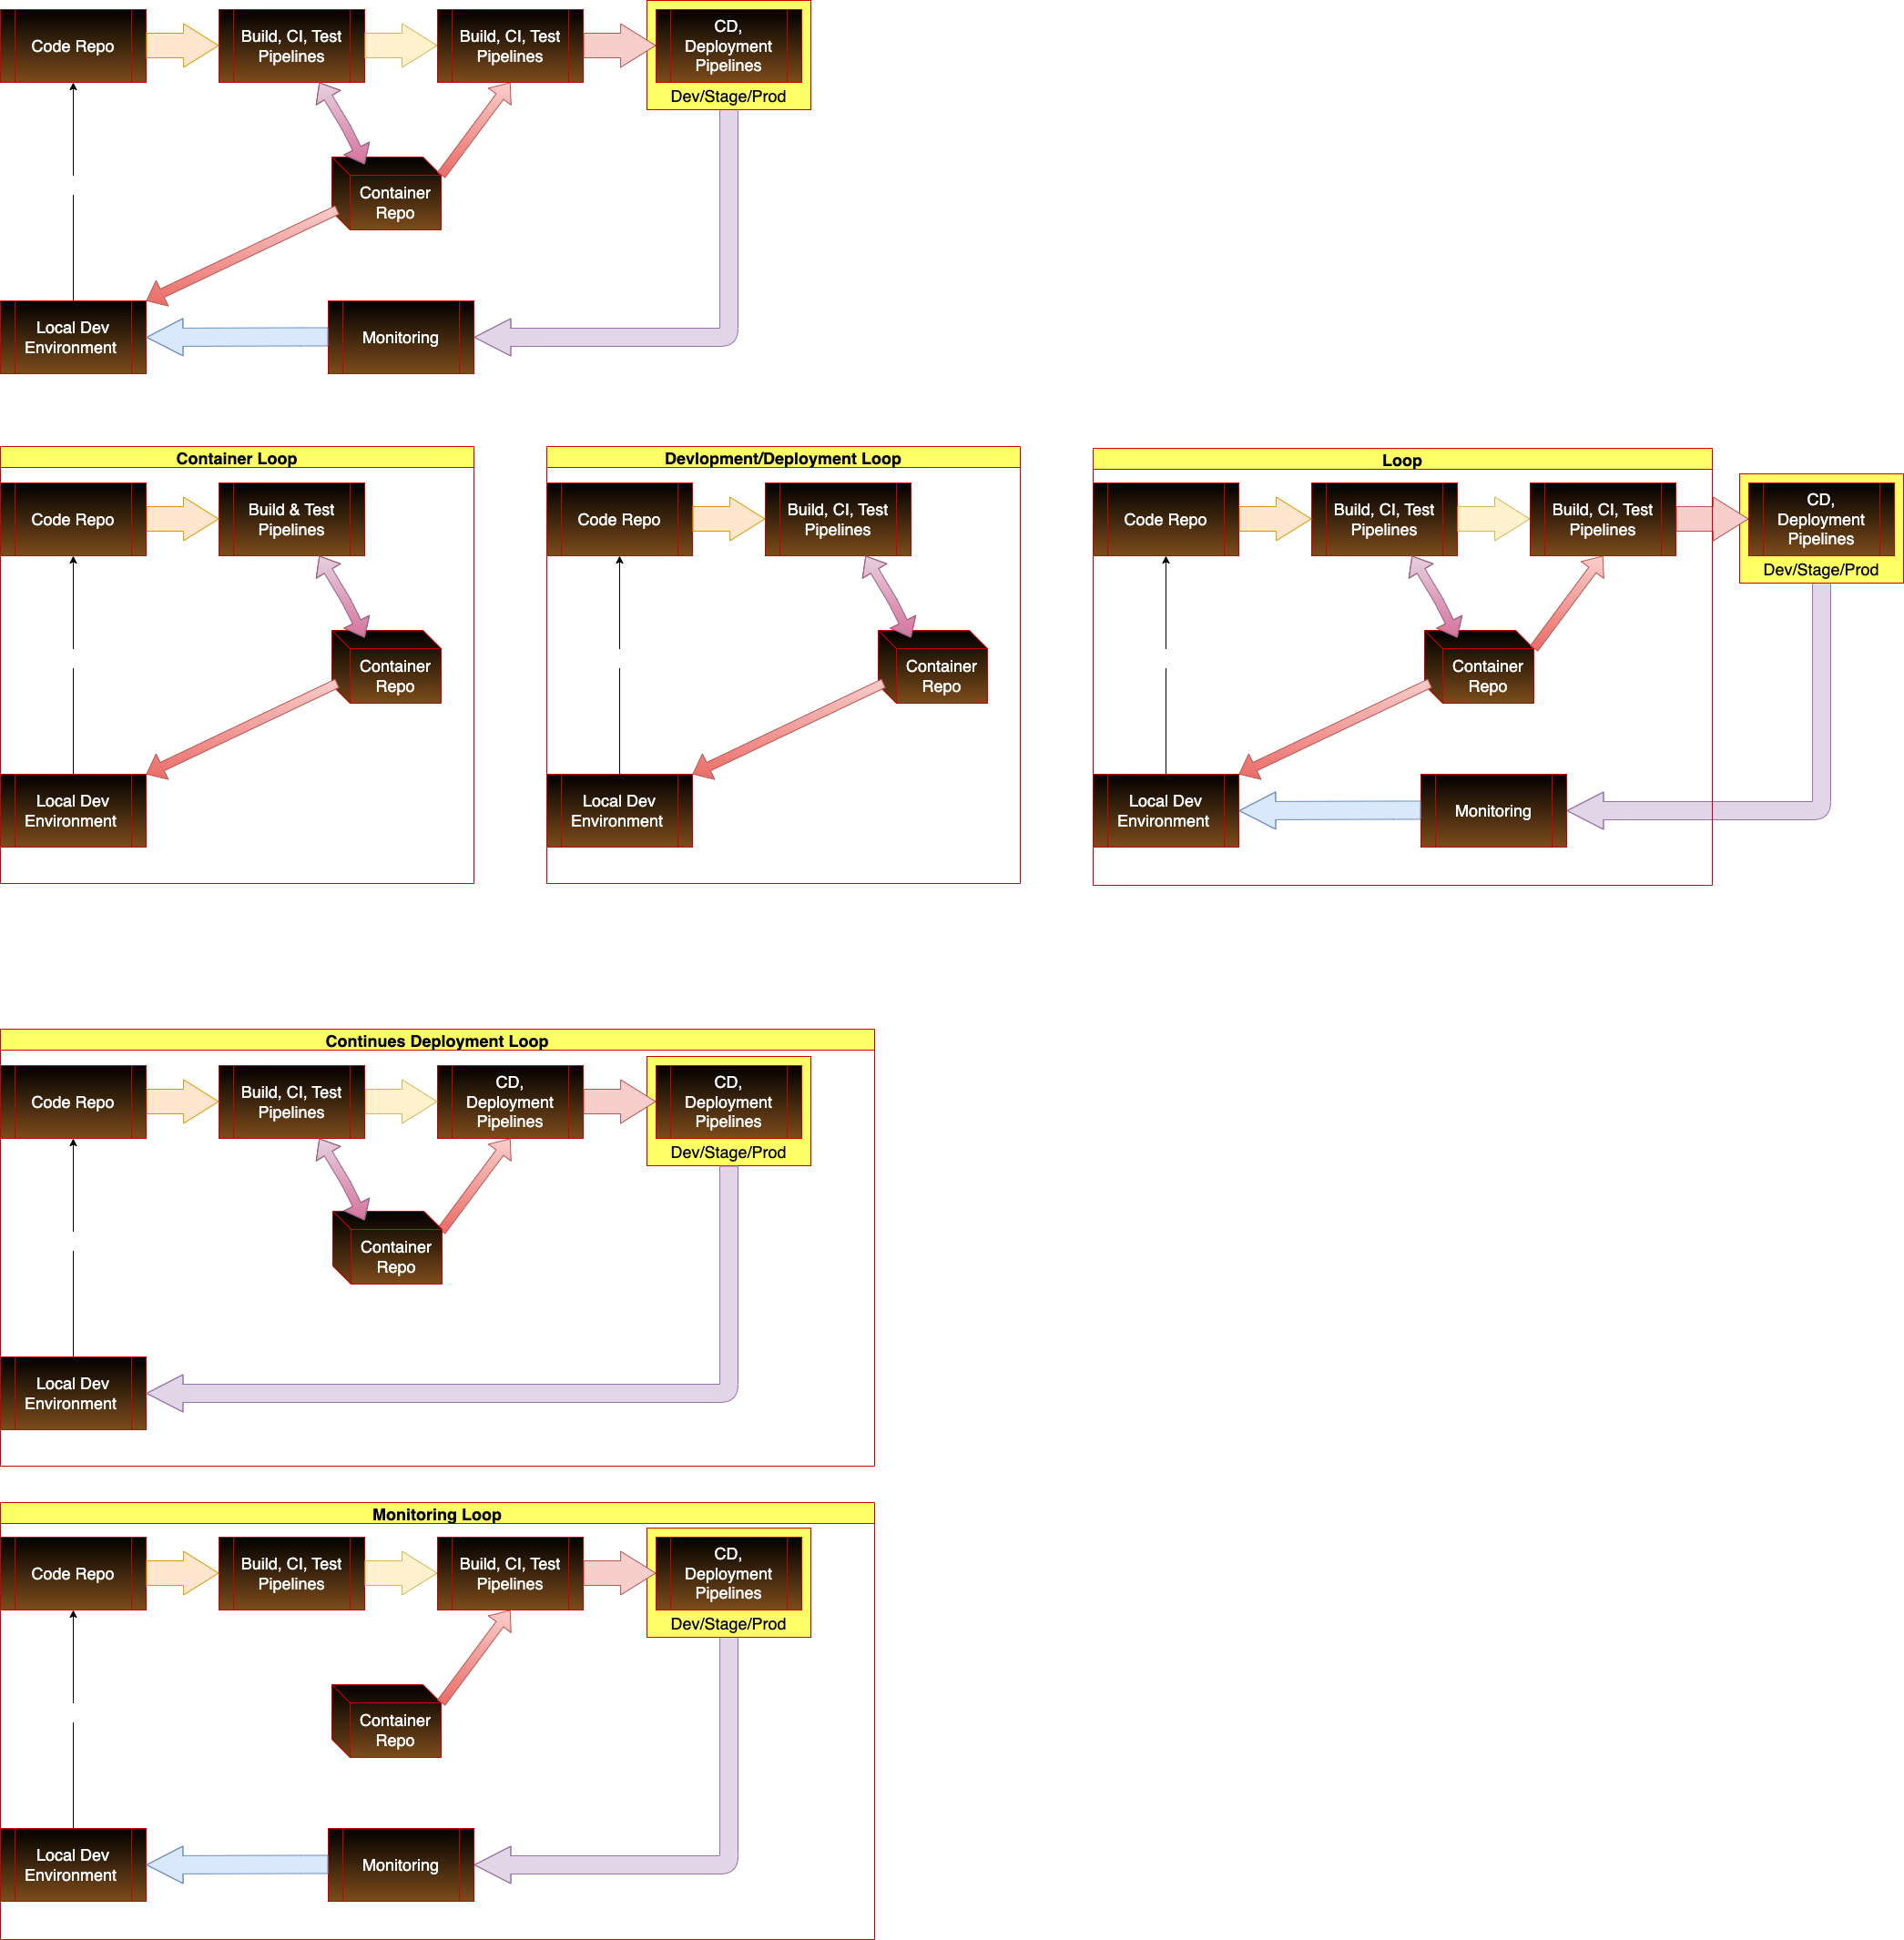 Code Repo
Build, CI, Test
Pipelines
Build, CI, Test
Pipelines
CD,
Deployment
Pipelines
Dev/Stage/Prod
Container
Repo
Local Dev
Environment
Monitoring
Container Loop
Code Repo
Build & Test
Pipelines
Container
Repo
Local Dev
Environment
Devlopment/Deployment Loop
Code Repo
Build, CI, Test
Pipelines
Container
Repo
Local Dev
Environment
Loop
Code Repo
Build, CI, Test
Pipelines
Build, CI, Test
Pipelines
CD,
Deployment
Pipelines
Dev/Stage/Prod
Container
Repo
Local Dev
Environment
Monitoring
Continues Deployment Loop
Code Repo
Build, CI, Test
Pipelines
CD,
Deployment
Pipelines
CD,
Deployment
Pipelines
Dev/Stage/Prod
Container
Repo
Local Dev
Environment
Monitoring Loop
Code Repo
Build, CI, Test
Pipelines
Build, CI, Test
Pipelines
CD,
Deployment
Pipelines
Dev/Stage/Prod
Container
Repo
Local Dev
Environment
Monitoring